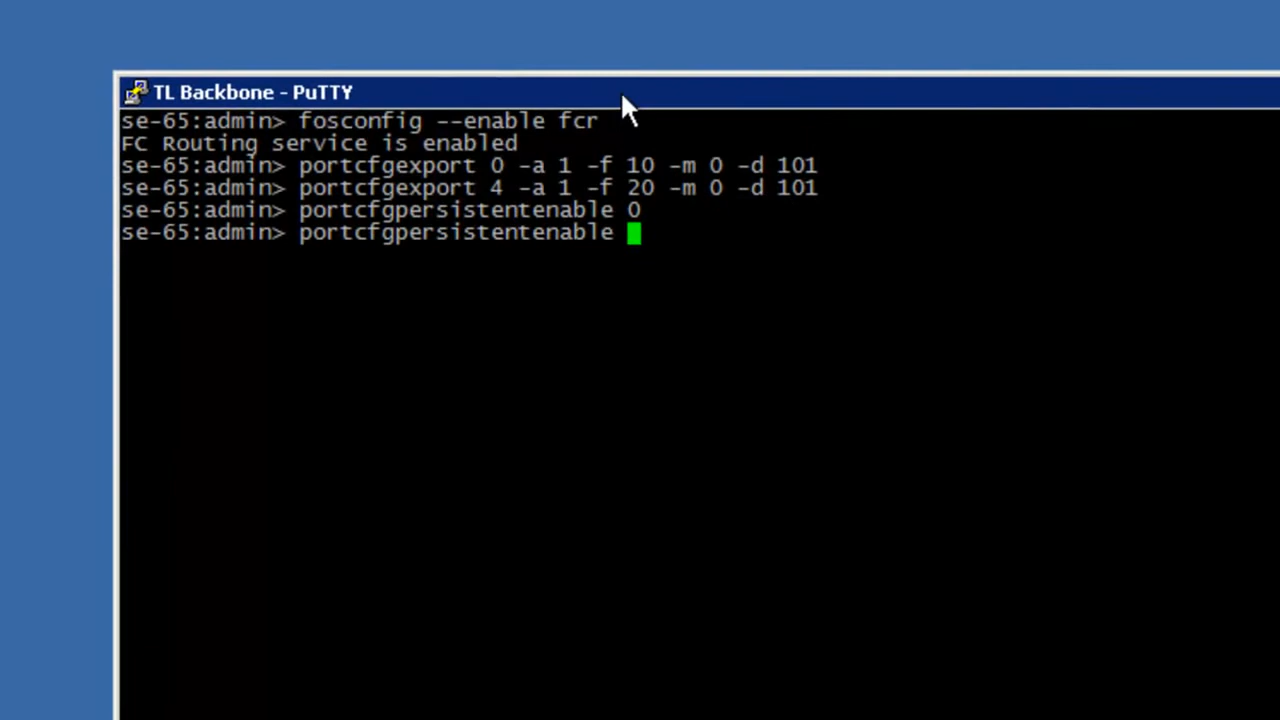 TL Backbone - PuTTY
se-65:admin> fosconfig --enable fcr
FC Routing service is enabled
se-65:admin> portcfgexport 0 -a 1 -f 10 -m 0 -d 101
se-65:admin> portcfgexport 4 -a 1 -f 20 -m 0 -d 101
se-65:admin> portcfgpersistentenable 0
se-65:admin> portcfgpersistentenable